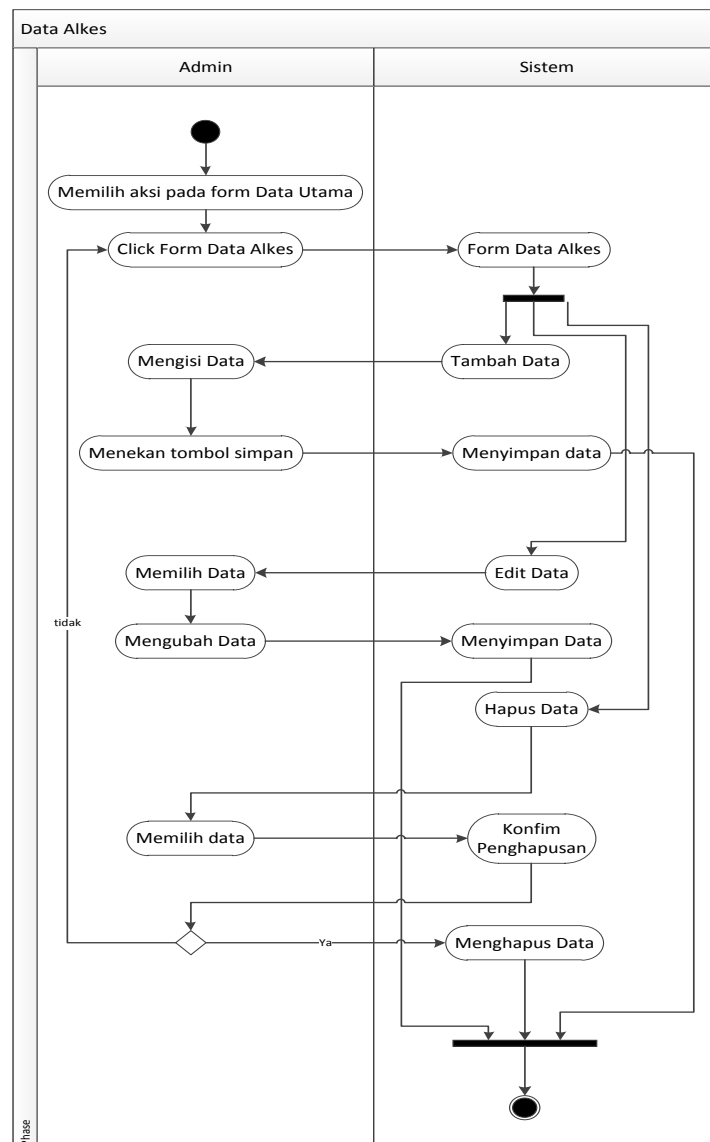 Data Alkes
Admin
Sistem
Memilih aksi pada form Data Utama
Click Form Data Alkes
Form Data Alkes
Mengisi Data
Tambah Data
Menekan tombol simpan
Menyimpan data
Memilih Data
Edit Data
tidak
Mengubah Data
Menyimpan Data
Hapus Data
Memilih data
Konfim
Penghapusan
Ya
Menghapus Data
Phase